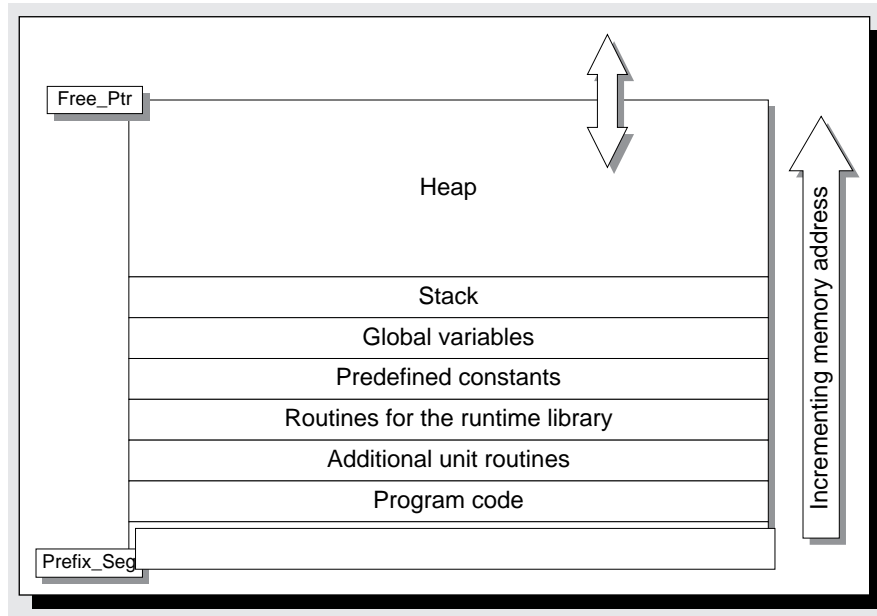 Free_Ptr
Heap
Stack
Global variables
Predefined constants
Routines for the runtime library
Additional unit routines
Program code
Prefix_Seg
Incrementing memory address